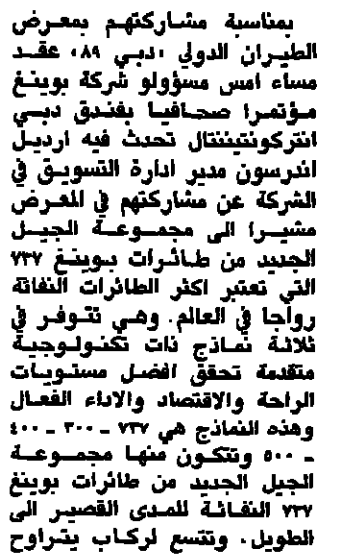 بمناسبة مشاركتهم بمعرض
الطيران الدولي «دبي ٨٩» عقد
مساء امس مسؤولو شركة بوينغ
مؤتمرا صحافيا بفندق دبي
انتركونتيننتال تحدث فيه ارديل
اندرسون مدير ادارة التسويق في
الشركة عن مشاركتهم في المعرض
مشيرا الى مجموعة الجيل
الجديد من طائرات بوينغ ٧٣٧
التي تعتبر اكثر الطائرات النفاثة
رواجا في العالم. وهي تتوفر في
ثلاثة نماذج ذات تكنولوجية
متقدمة تحقق افضل مستويات
الراحة والاقتصاد والاداء الفعال
وهذه النماذج هي ٧٣٧ - ٣٠٠ - ٤٠٠
- ٥٠٠ وتتكون منها مجموعة
الجيل الجديد من طائرات بوينغ
٧٣٧ النفاثة للمدى القصير الى
الطويل. وتتسع لركاب يتراوح